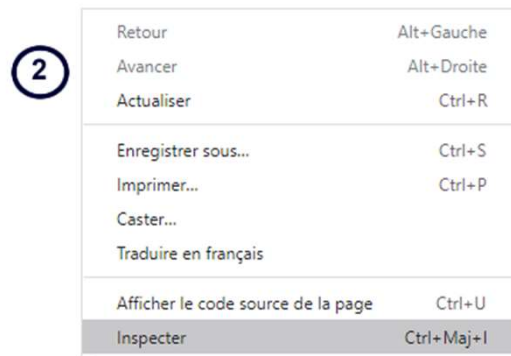 2
Retour Alt+Gauche
Avancer Alt+Droite
Actualiser Ctrl+R
Enregistrer sous... Ctrl+S
Imprimer... Ctrl+P
Caster...
Traduire en français
Afficher le code source de la page Ctrl+U
Inspecter Ctrl+Maj+I